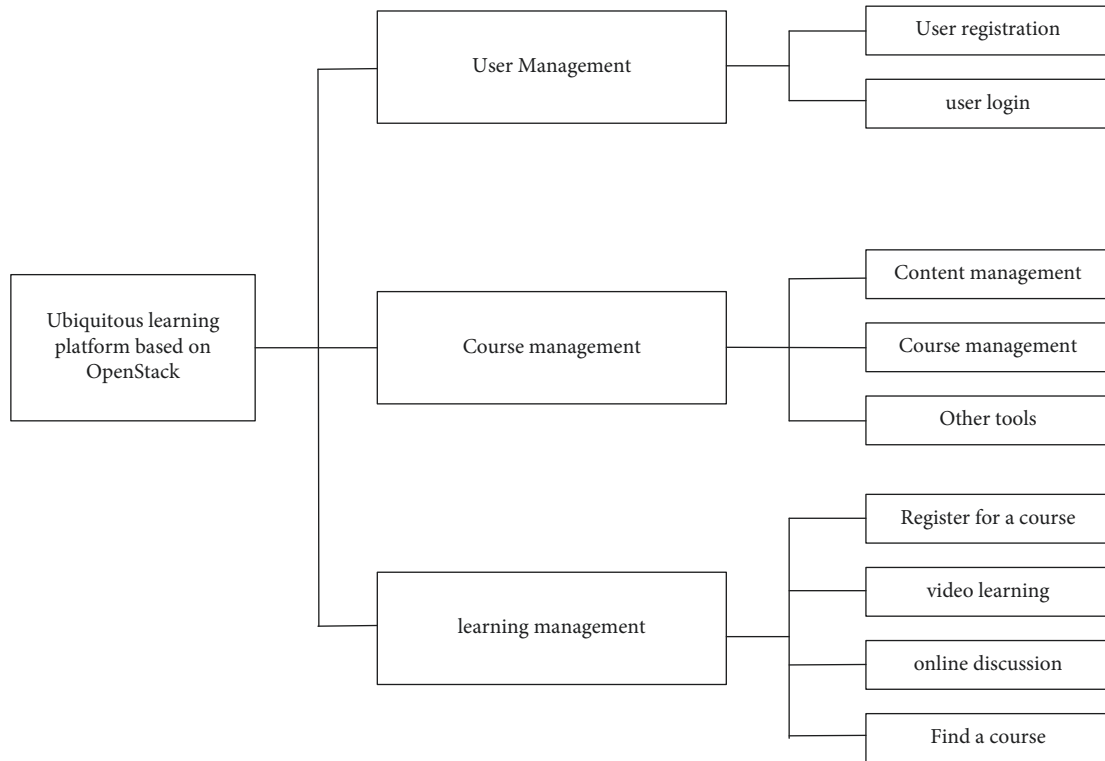 Ubiquitous learning
platform based on
OpenStack
User Management
User registration
user login
Course management
Content management
Course management
Other tools
learning management
Register for a course
video learning
online discussion
Find a course